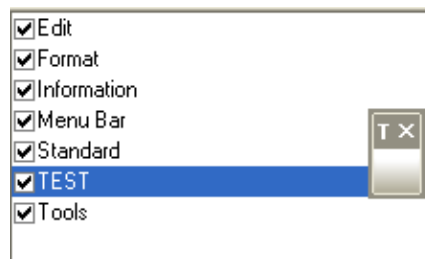 Edit
Format
Information
Menu Bar
T X
Standard
TEST
Tools